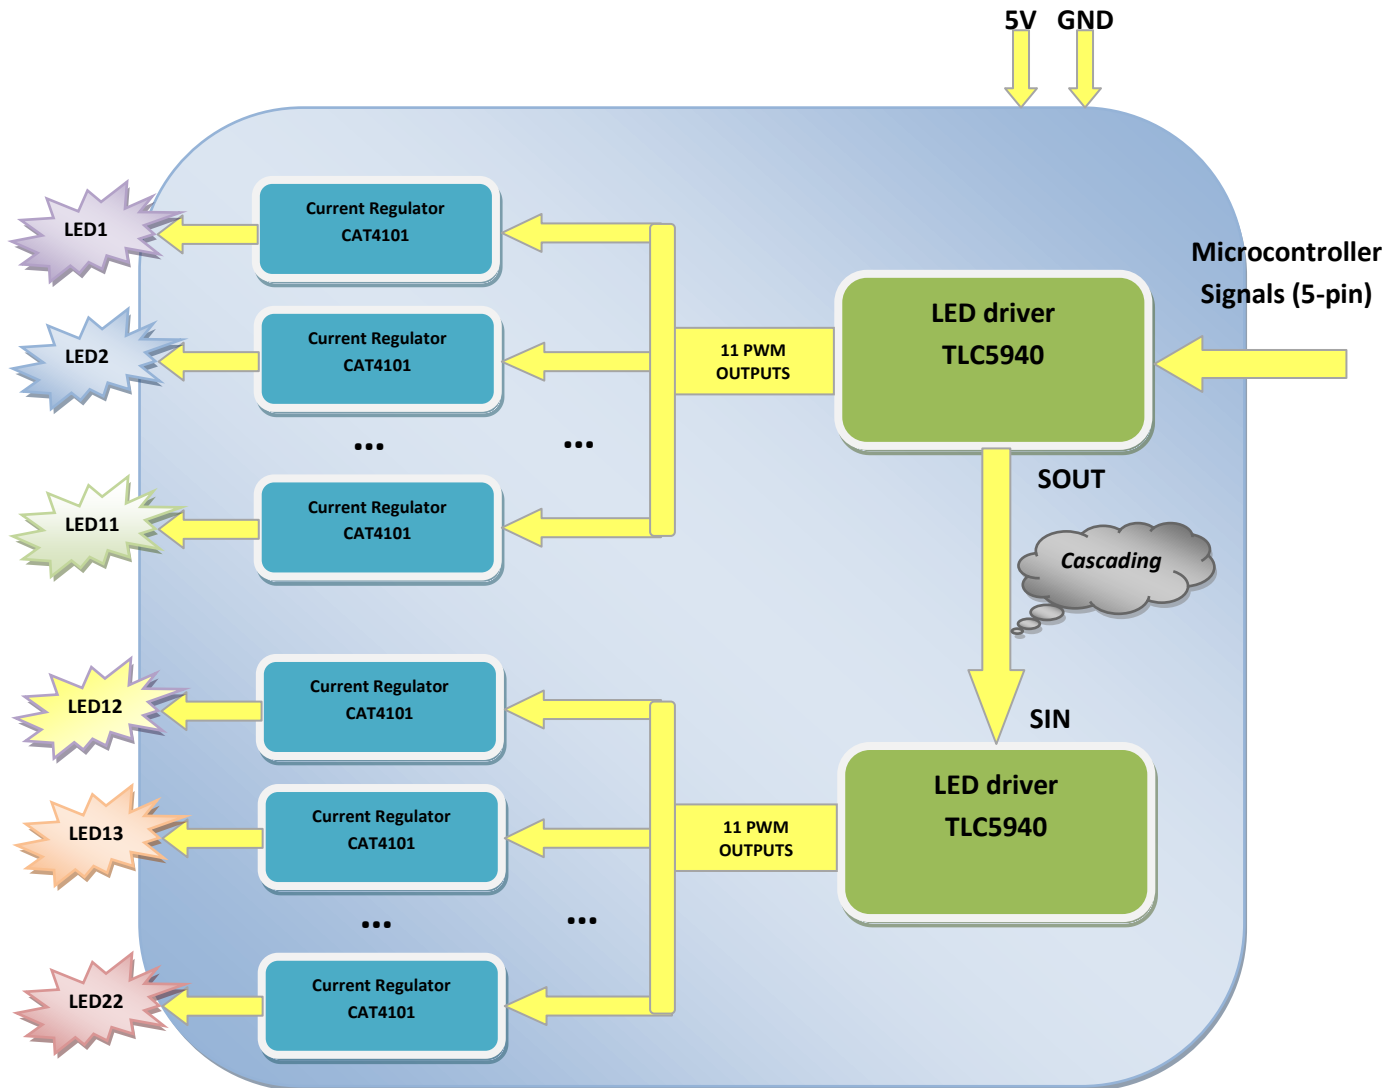 5V GND
LED1
Current Regulator
CAT4101
Microcontroller
Signals (5-pin)
LED driver
TLC5940
LED2
Current Regulator
CAT4101
11 PWM
OUTPUTS
...
...
LED11
Current Regulator
CAT4101
SOUT
Cascading
LED12
Current Regulator
CAT4101
SIN
LED driver
TLC5940
LED13
Current Regulator
CAT4101
11 PWM
OUTPUTS
...
...
LED22
Current Regulator
CAT4101